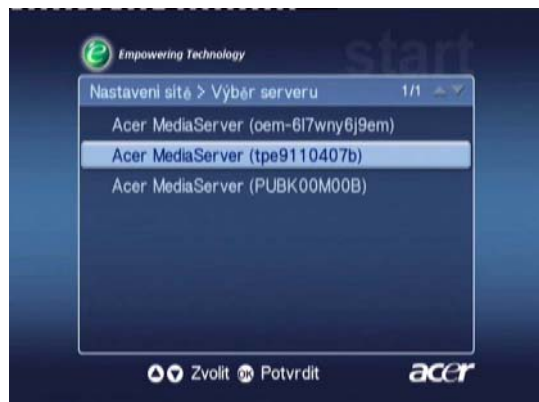 start
Empowering Technology
Nastaveni sítě > Výběr serveru 1/1
Acer MediaServer (oem-6l7wny6j9em)
Acer MediaServer (tpe9110407b)
Acer MediaServer (PUBK00M00B)
Zvolit OK Potvrdit
acer